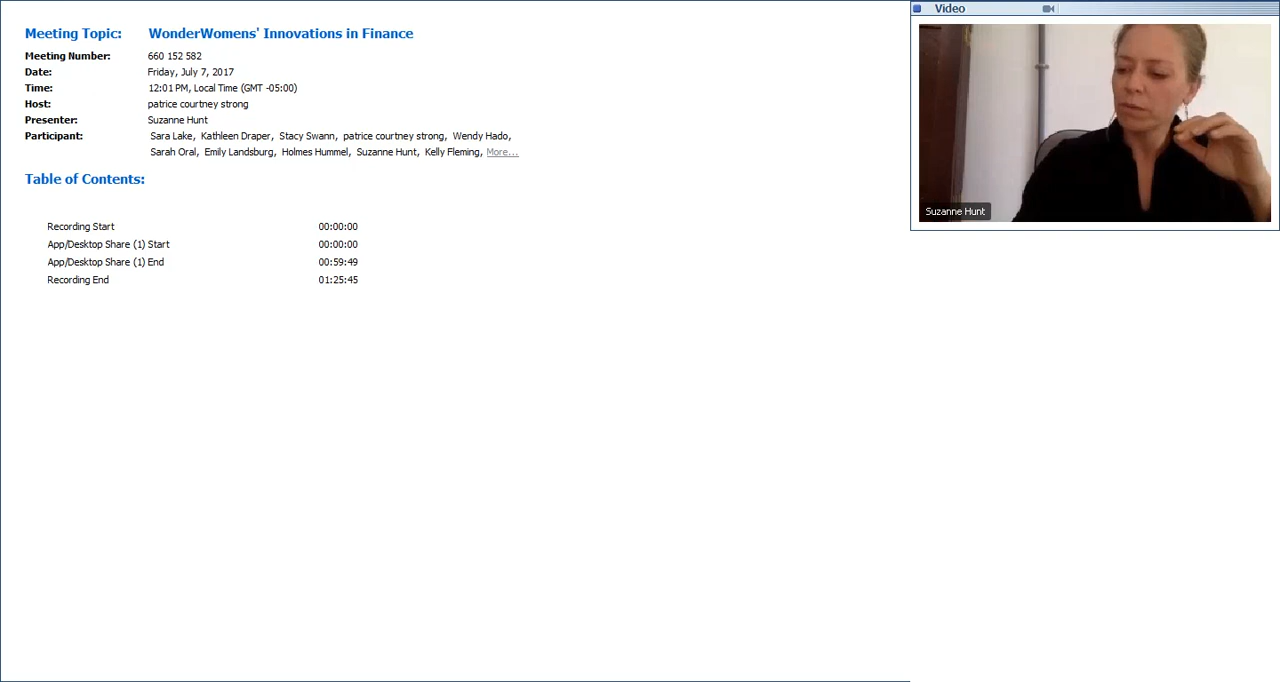 Meeting Topic: WonderWomens' Innovations in Finance
Meeting Number: 660 152 582
Date: Friday, July 7, 2017
Time: 12:01 PM, Local Time (GMT -05:00)
Host: patrice courtney strong
Presenter: Suzanne Hunt
Participant: Sara Lake, Kathleen Draper, Stacy Swann, patrice courtney strong, Wendy Hado,
Sarah Oral, Emily Landsburg, Holmes Hummel, Suzanne Hunt, Kelly Fleming, More...
Table of Contents:
Recording Start 00:00:00
App/Desktop Share (1) Start 00:00:00
App/Desktop Share (1) End 00:59:49
Recording End 01:25:45
Video
Suzanne Hunt